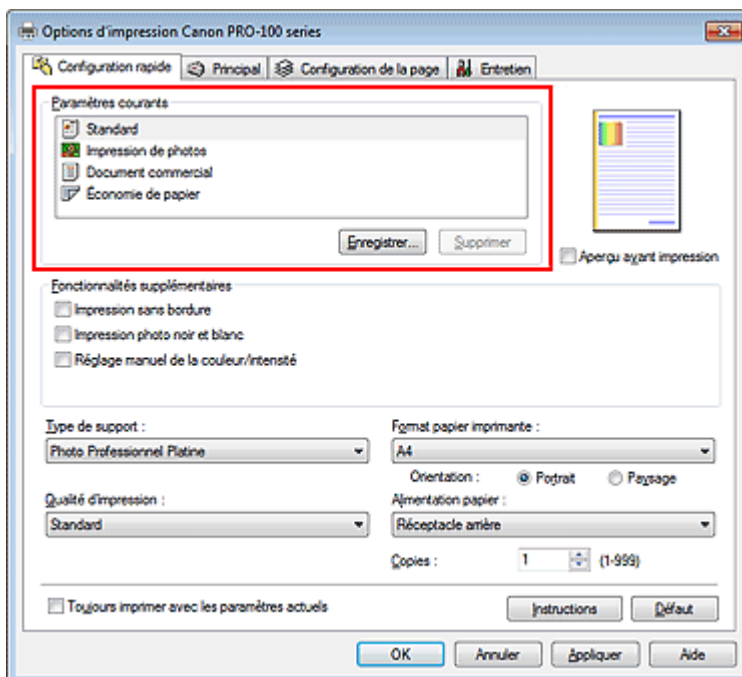 Options d'impression Canon PRO-100 series
Configuration rapide Principal Configuration de la page Entretien
Paramètres courants
Standard
Impression de photos
Document commercial
Économie de papier
Enregistrer... Supprimer
Aperçu avant impression
Fonctionnalités supplémentaires
Impression sans bordure
Impression photo noir et blanc
Réglage manuel de la couleur/intensité
Type de support : Format papier imprimante :
Photo Professionnel Platine A4
Orientation : Portrait Paysage
Qualité d'impression : Alimentation papier :
Standard Réceptacle arrière
Copies : 1 (1-999)
Toujours imprimer avec les paramètres actuels Instructions Défaut
OK Annuler Appliquer Aide